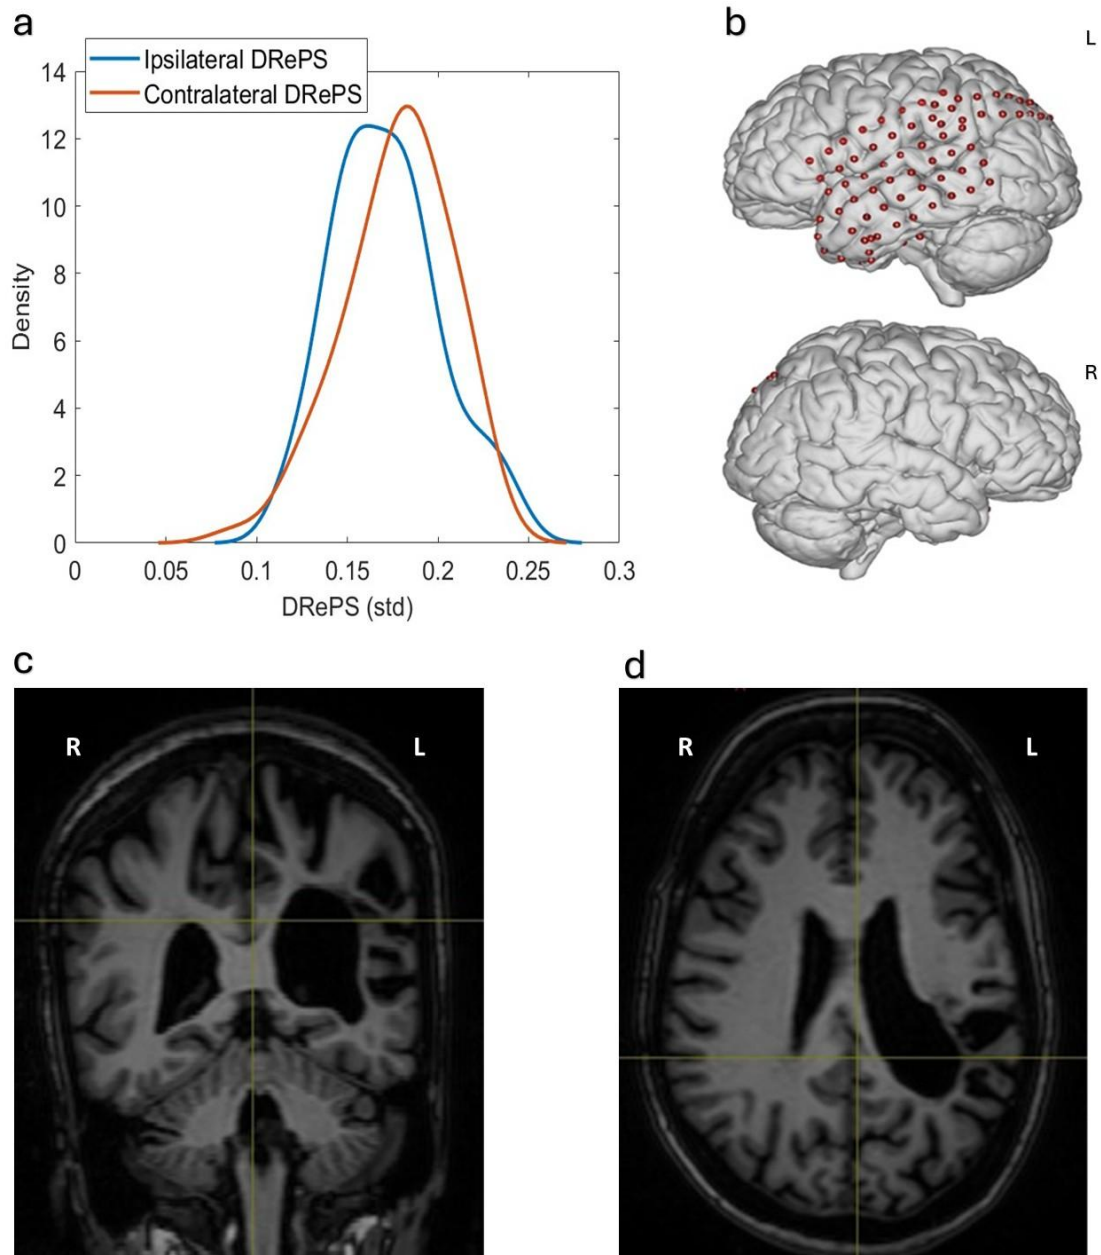 a
Ipsilateral DRePS
Contralateral DRePS
14
12
10
8
6
4
2
0
Density
0 0.05 0.1 0.15 0.2 0.25 0.3
DRePS (std)
b
L
R
c
R L
d
R L